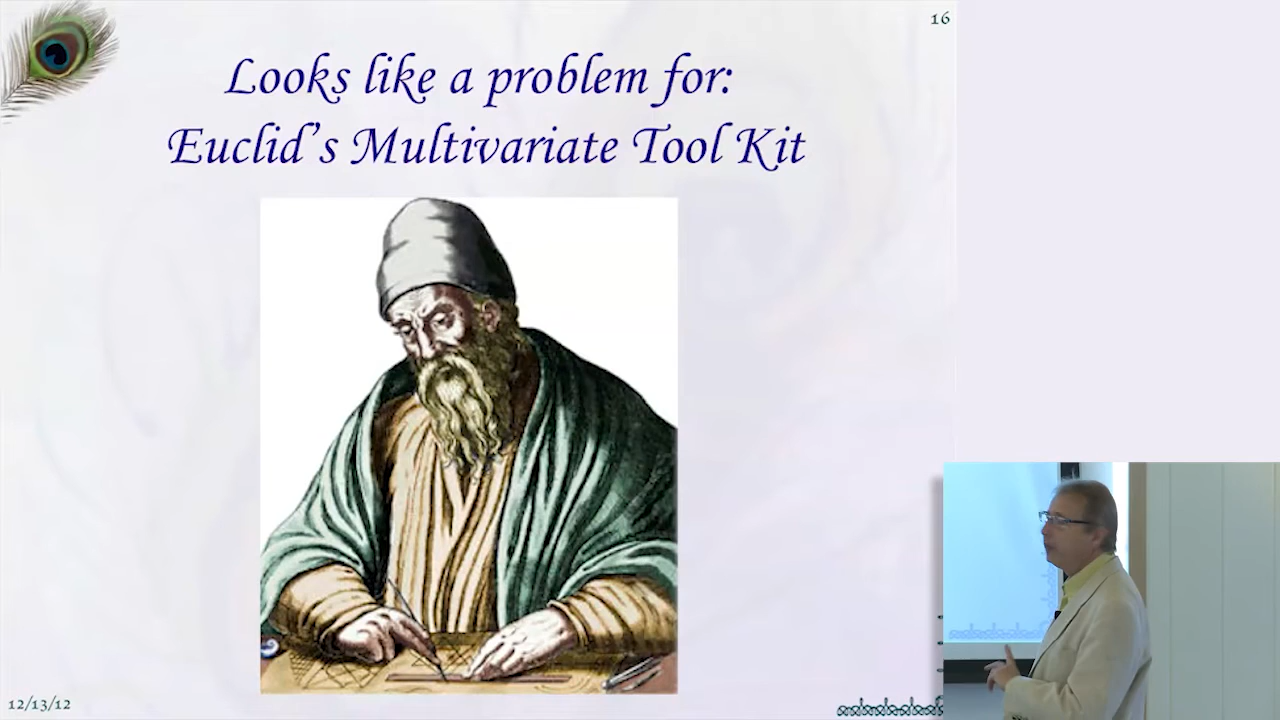 16
Looks like a problem for:
Euclid's Multivariate Tool Kit
12/13/12